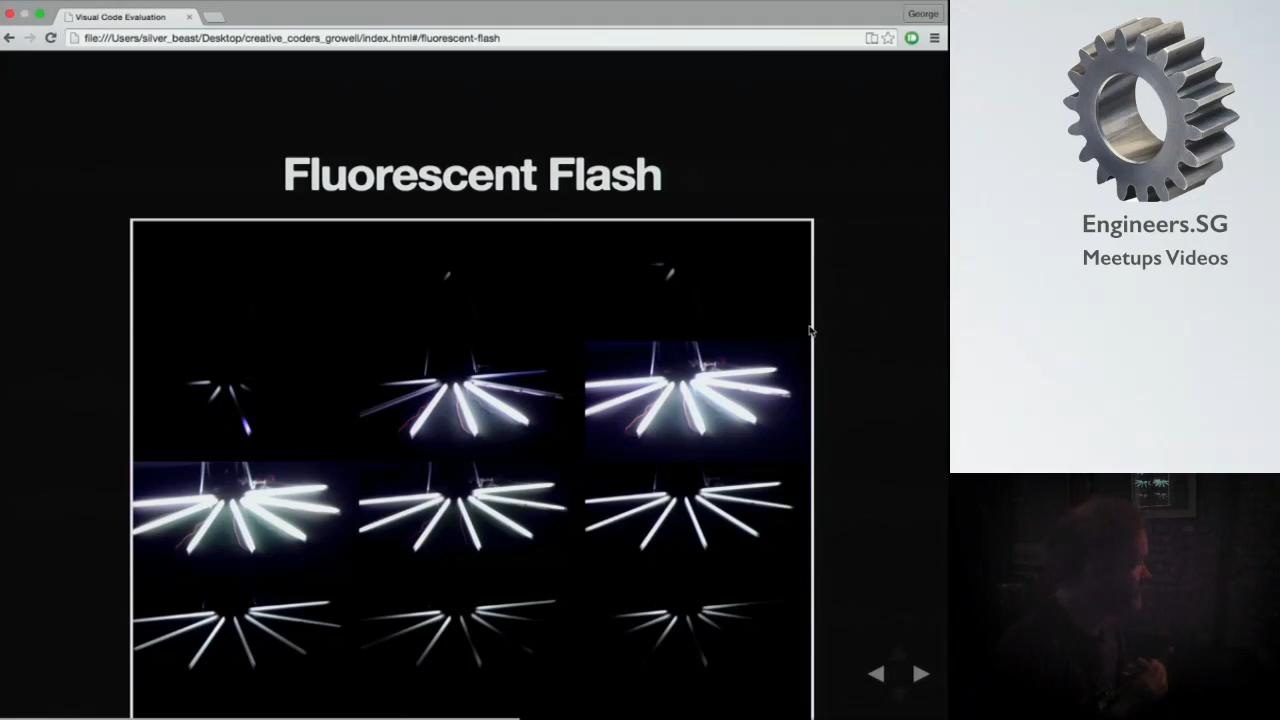 Visual Code Evaluation
George
file:///Users/silver_beast/Desktop/creative_coders_growell/index.html#/fluorescent-flash
Fluorescent Flash
Engineers.SG
Meetups Videos